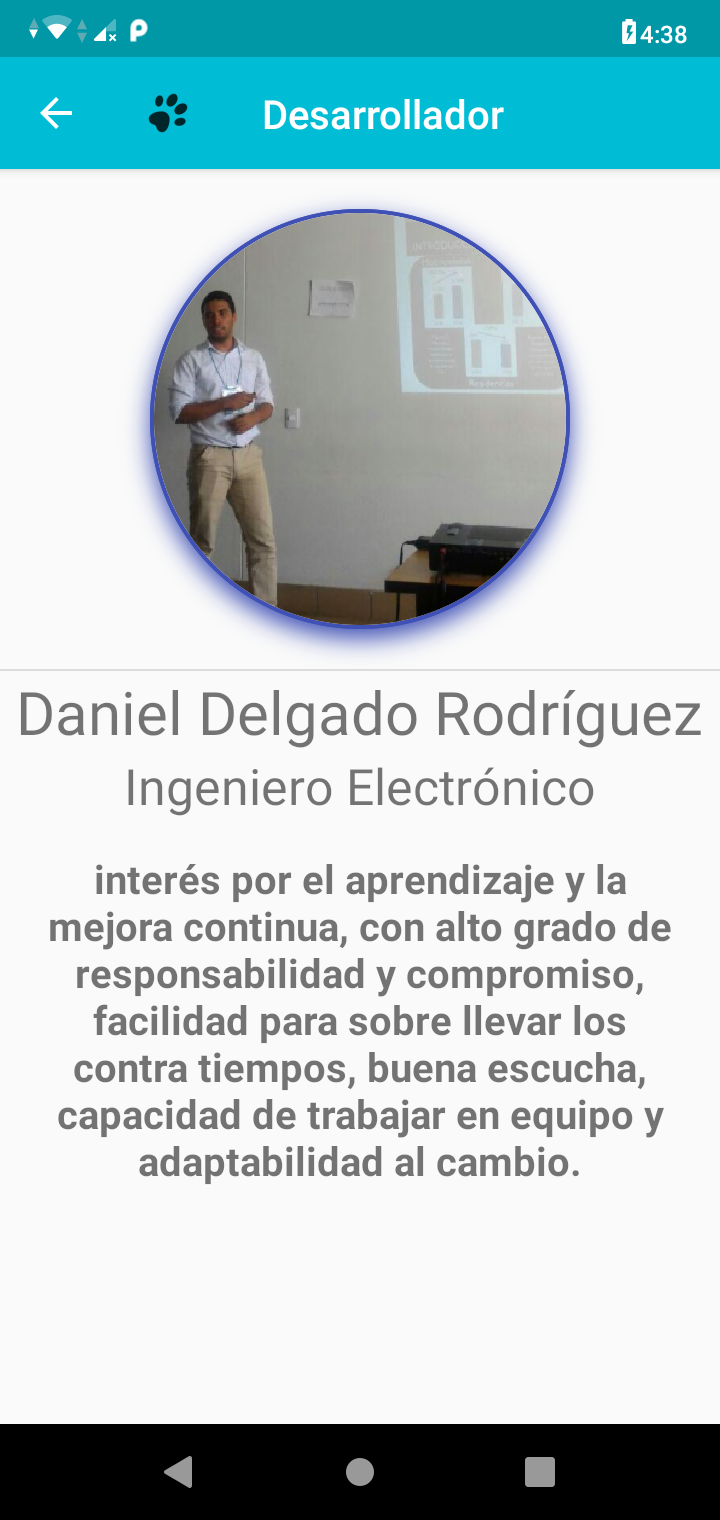 4:38
Desarrollador
Daniel Delgado Rodríguez
Ingeniero Electrónico
interés por el aprendizaje y la
mejora continua, con alto grado de
responsabilidad y compromiso,
facilidad para sobre llevar los
contra tiempos, buena escucha,
capacidad de trabajar en equipo y
adaptabilidad al cambio.